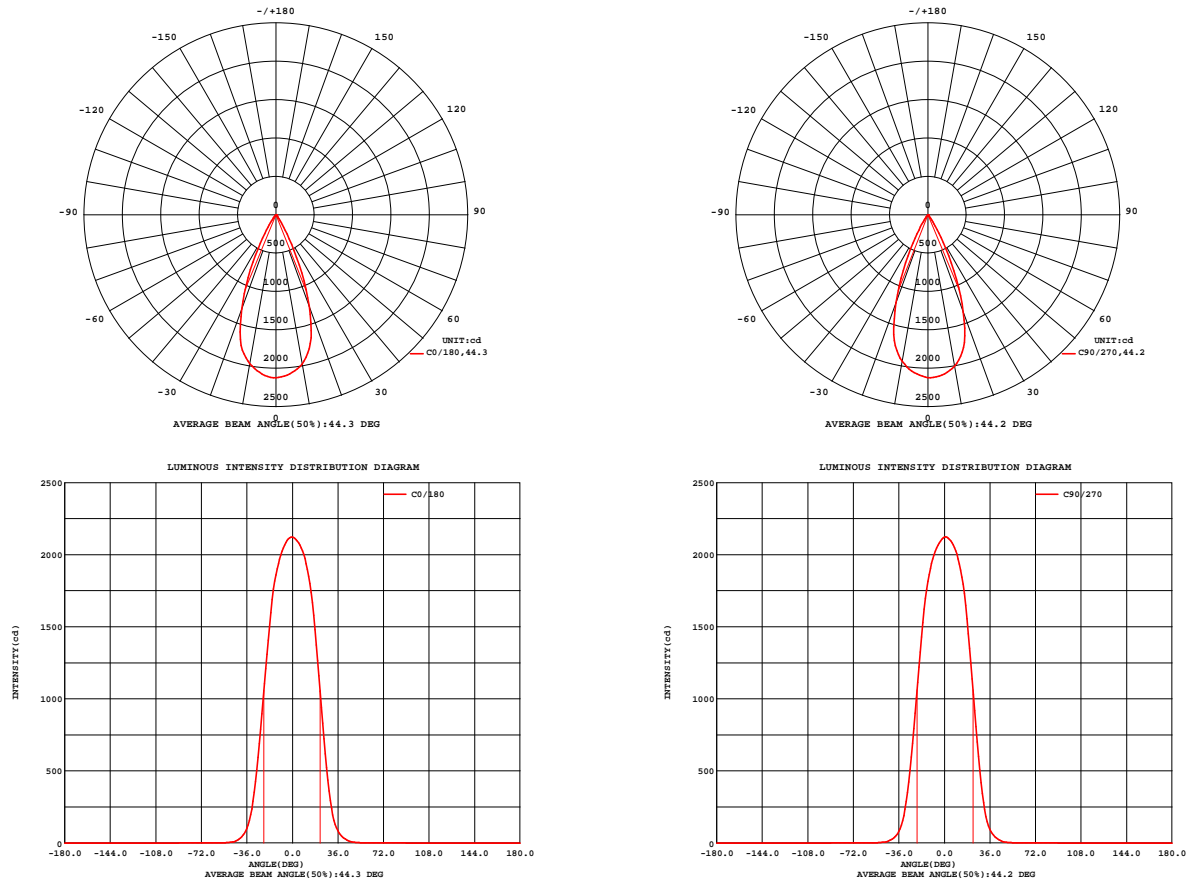 -/+180
-150 150
-120 120
-90 0 90
500
1000
-60 1500 60
UNIT:cd
C0/180,44.3
2000
-30 30
2500
0
AVERAGE BEAM ANGLE(50%):44.3 DEG
-/+180
-150 150
-120 120
-90 0 90
500
1000
-60 1500 60
UNIT:cd
C90/270,44.2
2000
-30 30
2500
0
AVERAGE BEAM ANGLE(50%):44.2 DEG
LUMINOUS INTENSITY DISTRIBUTION DIAGRAM
2500
C0/180
2000
1500
INTENSITY(cd)
1000
500
0
-180.0 -144.0 -108.0 -72.0 -36.0 0.0 36.0 72.0 108.0 144.0 180.0
ANGLE(DEG)
AVERAGE BEAM ANGLE(50%):44.3 DEG
LUMINOUS INTENSITY DISTRIBUTION DIAGRAM
2500
C90/270
2000
1500
INTENSITY(cd)
1000
500
0
-180.0 -144.0 -108.0 -72.0 -36.0 0.0 36.0 72.0 108.0 144.0 180.0
ANGLE(DEG)
AVERAGE BEAM ANGLE(50%):44.2 DEG